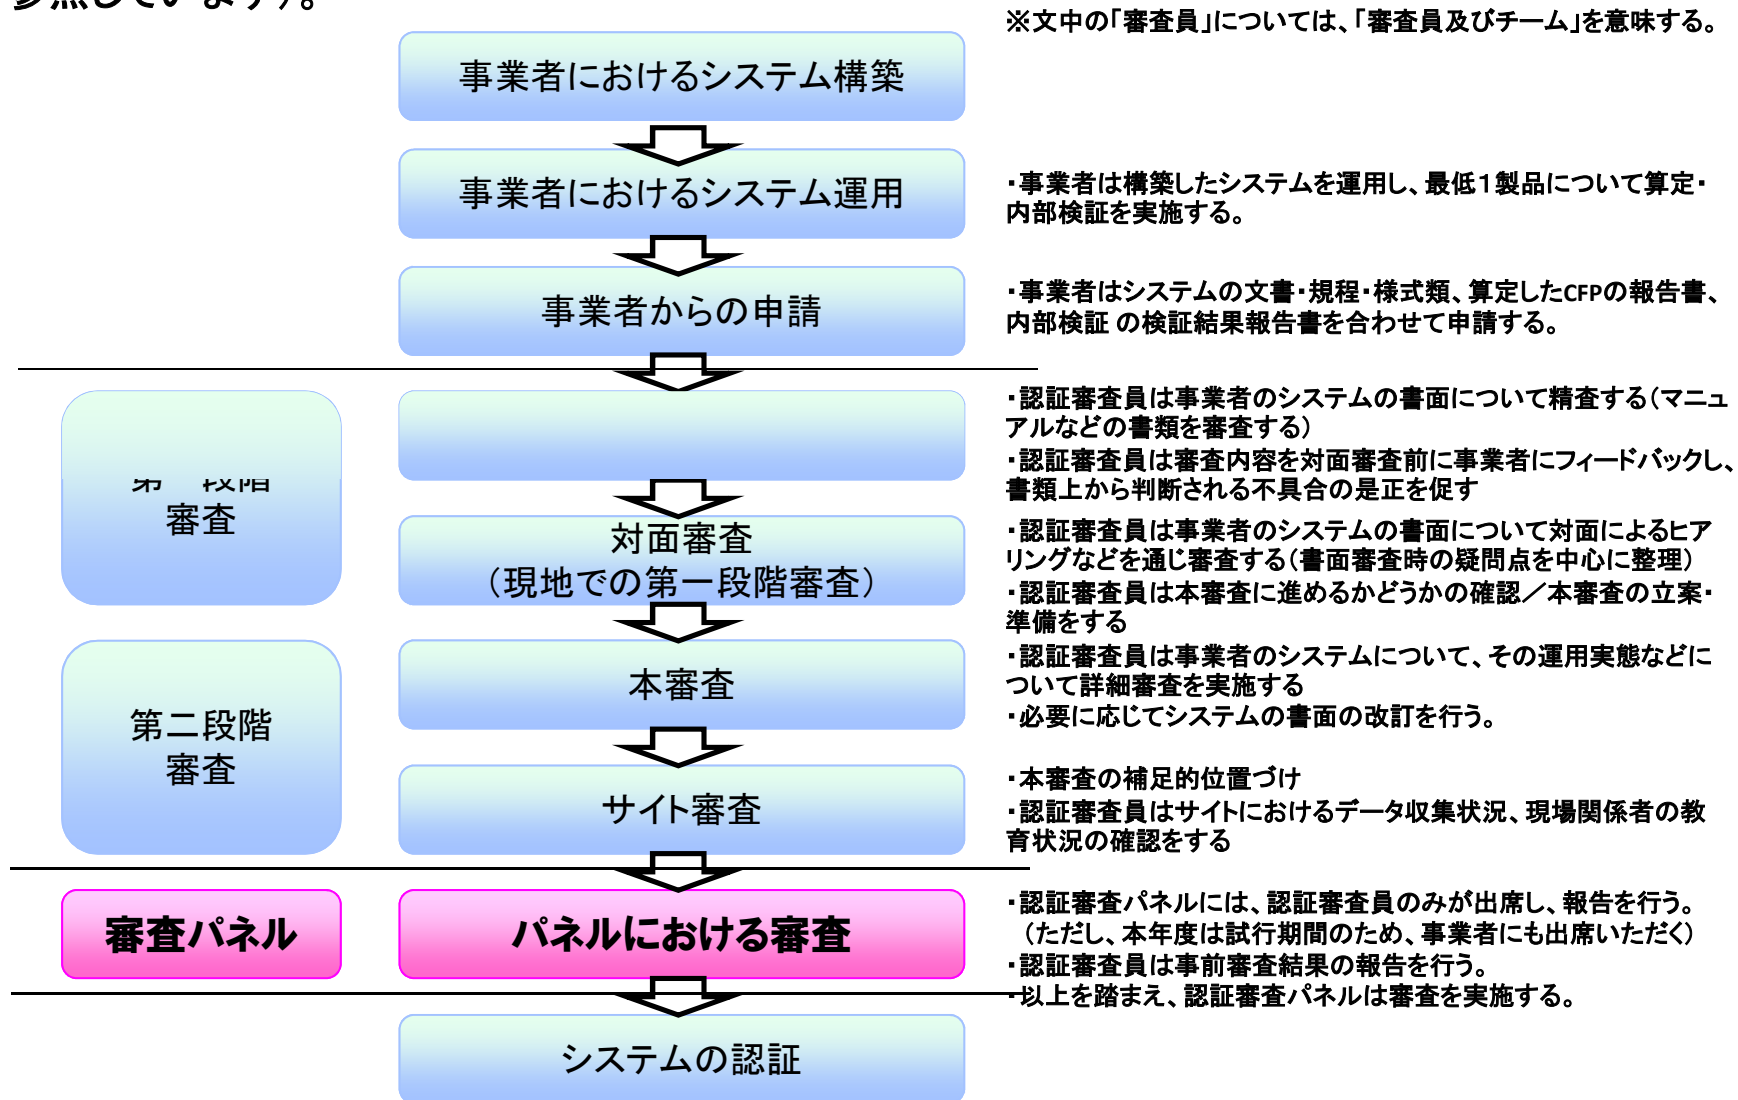 ※文中の「審査員」については、「審査員及びチーム」を意味する。
事業者におけるシステム構築
事業者におけるシステム運用
・事業者は構築したシステムを運用し、最低１製品について算定・
内部検証を実施する。
事業者からの申請
・事業者はシステムの文書・規程・様式類、算定したCFPの報告書、
内部検証 の検証結果報告書を合わせて申請する。
審査
・認証審査員は事業者のシステムの書面について精査する（マニュ
アルなどの書類を審査する）
・認証審査員は審査内容を対面審査前に事業者にフィードバックし、
書類上から判断される不具合の是正を促す
対面審査
（現地での第一段階審査）
・認証審査員は事業者のシステムの書面について対面によるヒア
リングなどを通じ審査する（書面審査時の疑問点を中心に整理）
・認証審査員は本審査に進めるかどうかの確認／本審査の立案・
準備をする
第二段階
審査
本審査
・認証審査員は事業者のシステムについて、その運用実態などに
ついて詳細審査を実施する
・必要に応じてシステムの書面の改訂を行う。
サイト審査
・本審査の補足的位置づけ
・認証審査員はサイトにおけるデータ収集状況、現場関係者の教
育状況の確認をする
審査パネル
パネルにおける審査
・認証審査パネルには、認証審査員のみが出席し、報告を行う。
（ただし、本年度は試行期間のため、事業者にも出席いただく）
・認証審査員は事前審査結果の報告を行う。
・以上を踏まえ、認証審査パネルは審査を実施する。
システムの認証